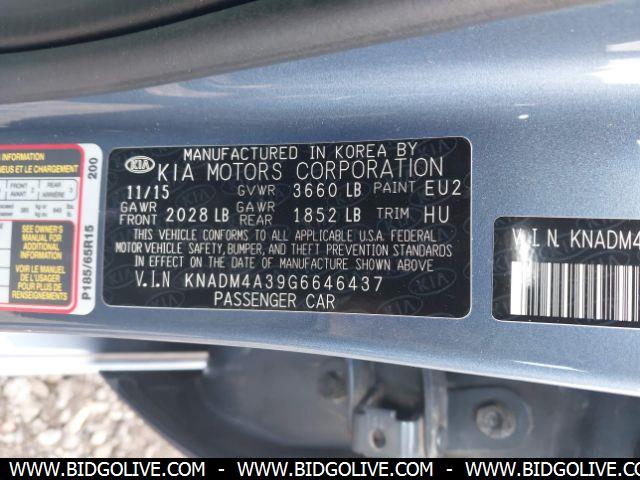 INFORMATION
NEUS ET LE CHARGEMENT
FRONT
AVANT
REAR
SEE OWNER'S
MANUAL FOR
ADDITIONAL
INFORMATION
VOIR LE MANUEL
DE L'USAGER
POUR PLUS DE
RENSEIGNEMENTS
200
P185/65R15
MANUFACTURED IN KOREA BY
KIA KIA MOTORS CORPORATION
11/15 GVWR 3660 LB PAINT EU2
GAWR FRONT 2028 LB GAWR REAR 1852 LB TRIM HU
THIS VEHICLE CONFORMS TO ALL APPLICABLE U.S.A. FEDERAL
MOTOR VEHICLE SAFETY, BUMPER, AND THEFT PREVENTION STANDARDS
IN EFFECT ON THE DATE OF MANUFACTURE SHOWN ABOVE
V.I.N KNADM4A39G6646437
PASSENGER CAR
V.I.N. KNADM4
WWW.BIDGOLIVE.COM - WWW.BIDGOLIVE.COM - WWW.BIDGOLIVE.COM